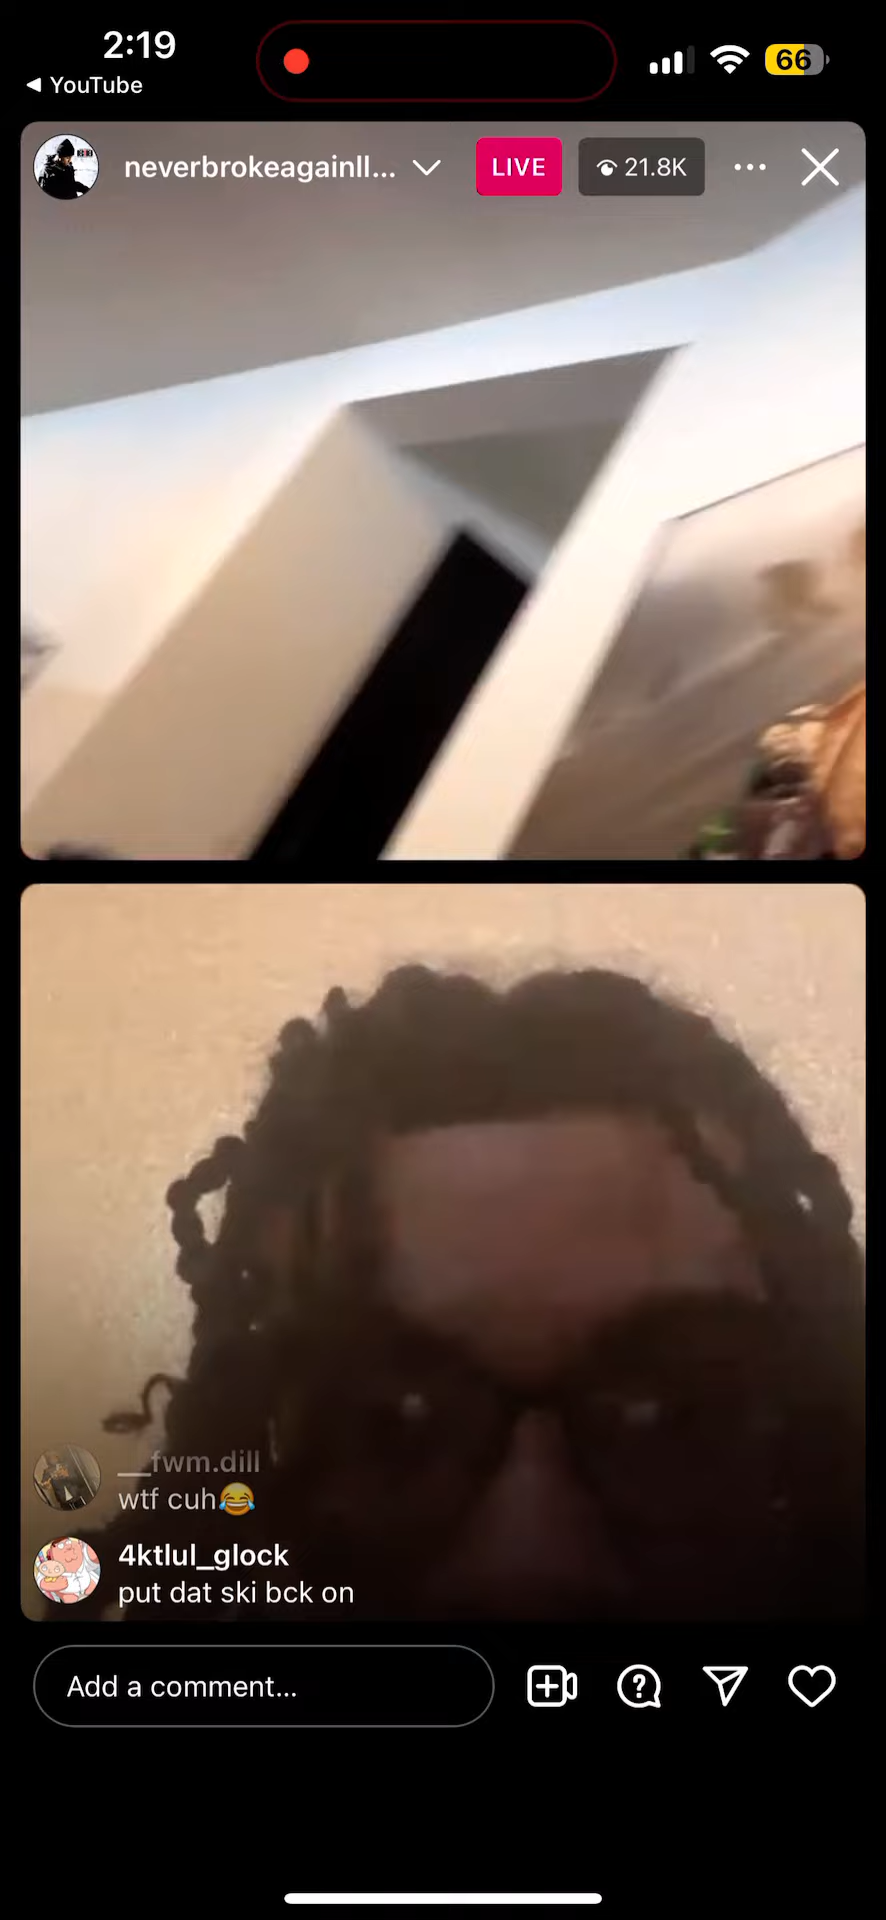 2:19
66
◀ YouTube
neverbrokeagainll...
LIVE
21.8K
__fwm.dill
wtf cuh😂
4ktlul_glock
put dat ski bck on
Add a comment...